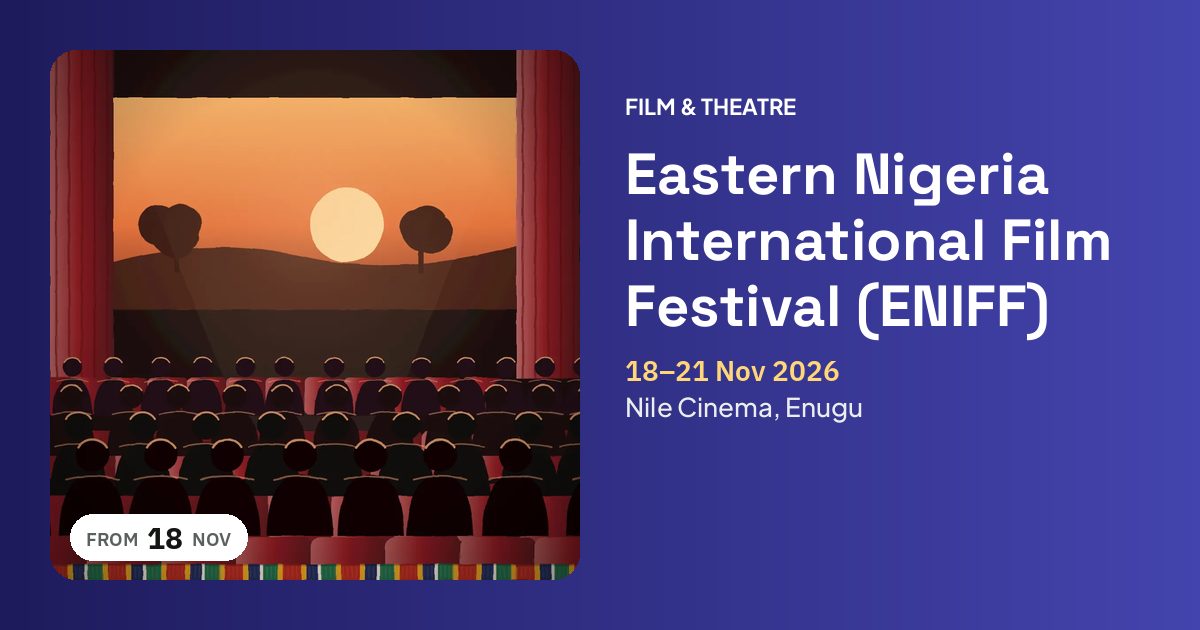 FILM & THEATRE
Eastern Nigeria
International Film
Festival (ENIFF)
18–21 Nov 2026
Nile Cinema, Enugu
FROM 18 NOV